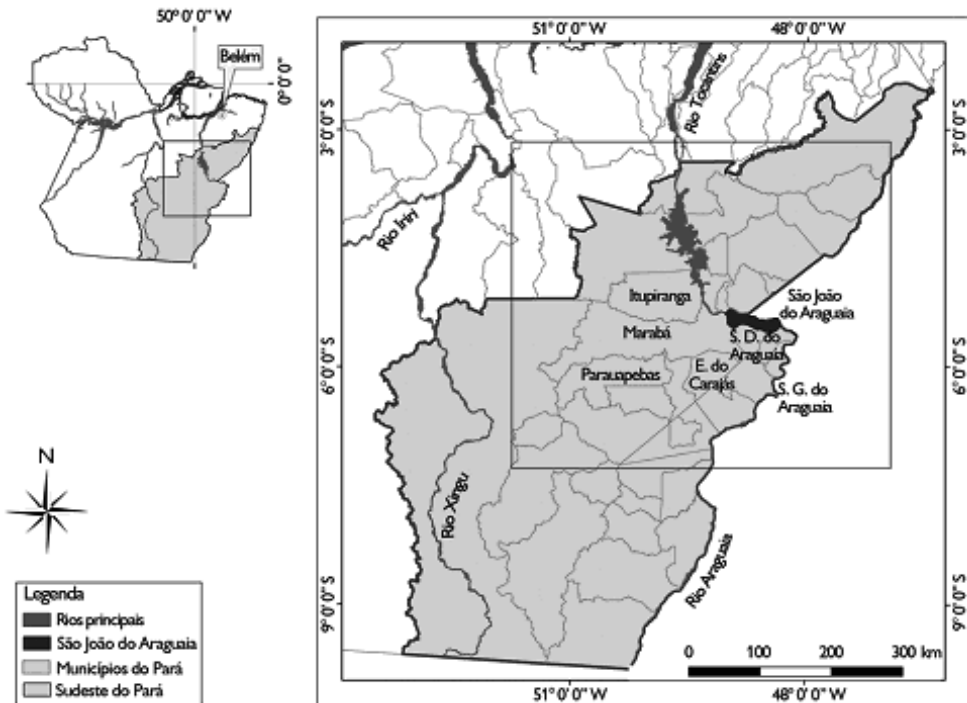 50° 0' 0" W
Belém
0° 0' 0"
N
Legenda
Rios principais
São João do Araguaia
Municípios do Pará
Sudeste do Pará
51° 0' 0" W
48° 0' 0" W
3° 0' 0" S
3° 0' 0" S
6° 0' 0" S
6° 0' 0" S
9° 0' 0" S
9° 0' 0" S
Rio Tocantins
Rio Iriri
Itupiranga
São João
do Araguaia
Marabá
S. D. do
Araguaia
Parauapebas
E. do
Carajás
S. G. do
Araguaia
Rio Xingu
Rio Araguaia
0 100 200 300 km
51° 0' 0" W
48° 0' 0" W